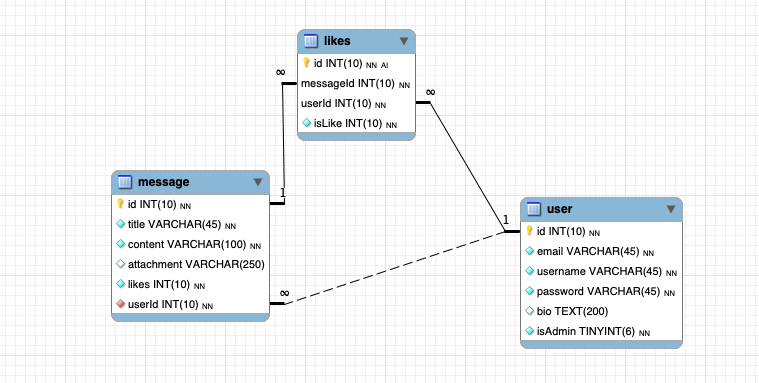 likes
id INT(10) NN AI
messageId INT(10) NN
userId INT(10) NN
isLike INT(10) NN
∞
∞
1
message
id INT(10) NN
title VARCHAR(45) NN
content VARCHAR(100) NN
attachment VARCHAR(250)
likes INT(10) NN
userId INT(10) NN
∞
1
user
id INT(10) NN
email VARCHAR(45) NN
username VARCHAR(45) NN
password VARCHAR(45) NN
bio TEXT(200)
isAdmin TINYINT(6) NN